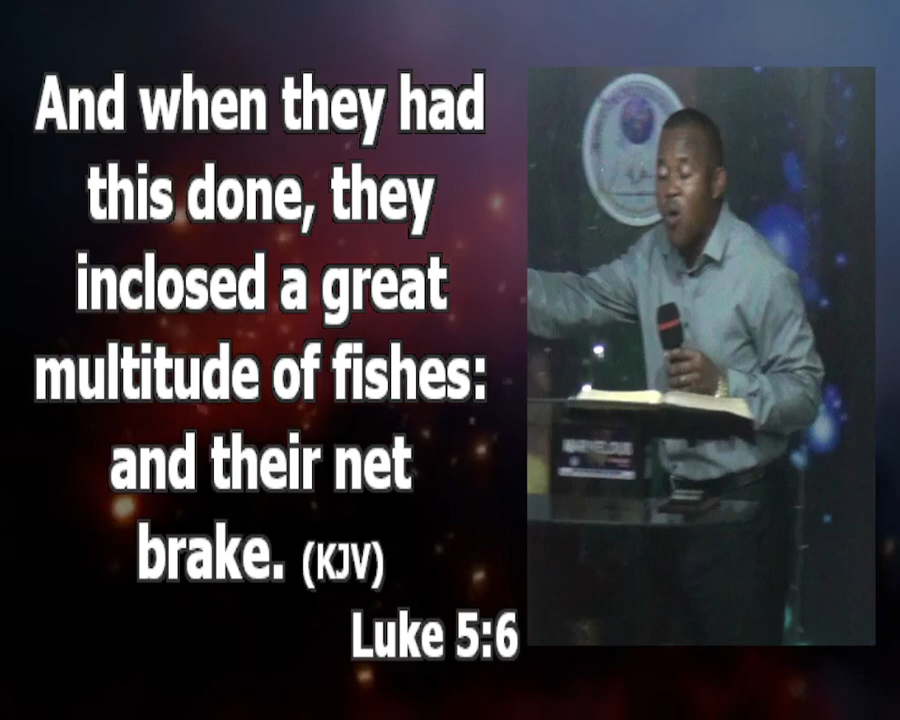 And when they had
this done, they
inclosed a great
multitude of fishes:
and their net
brake. (KJV)
Luke 5:6